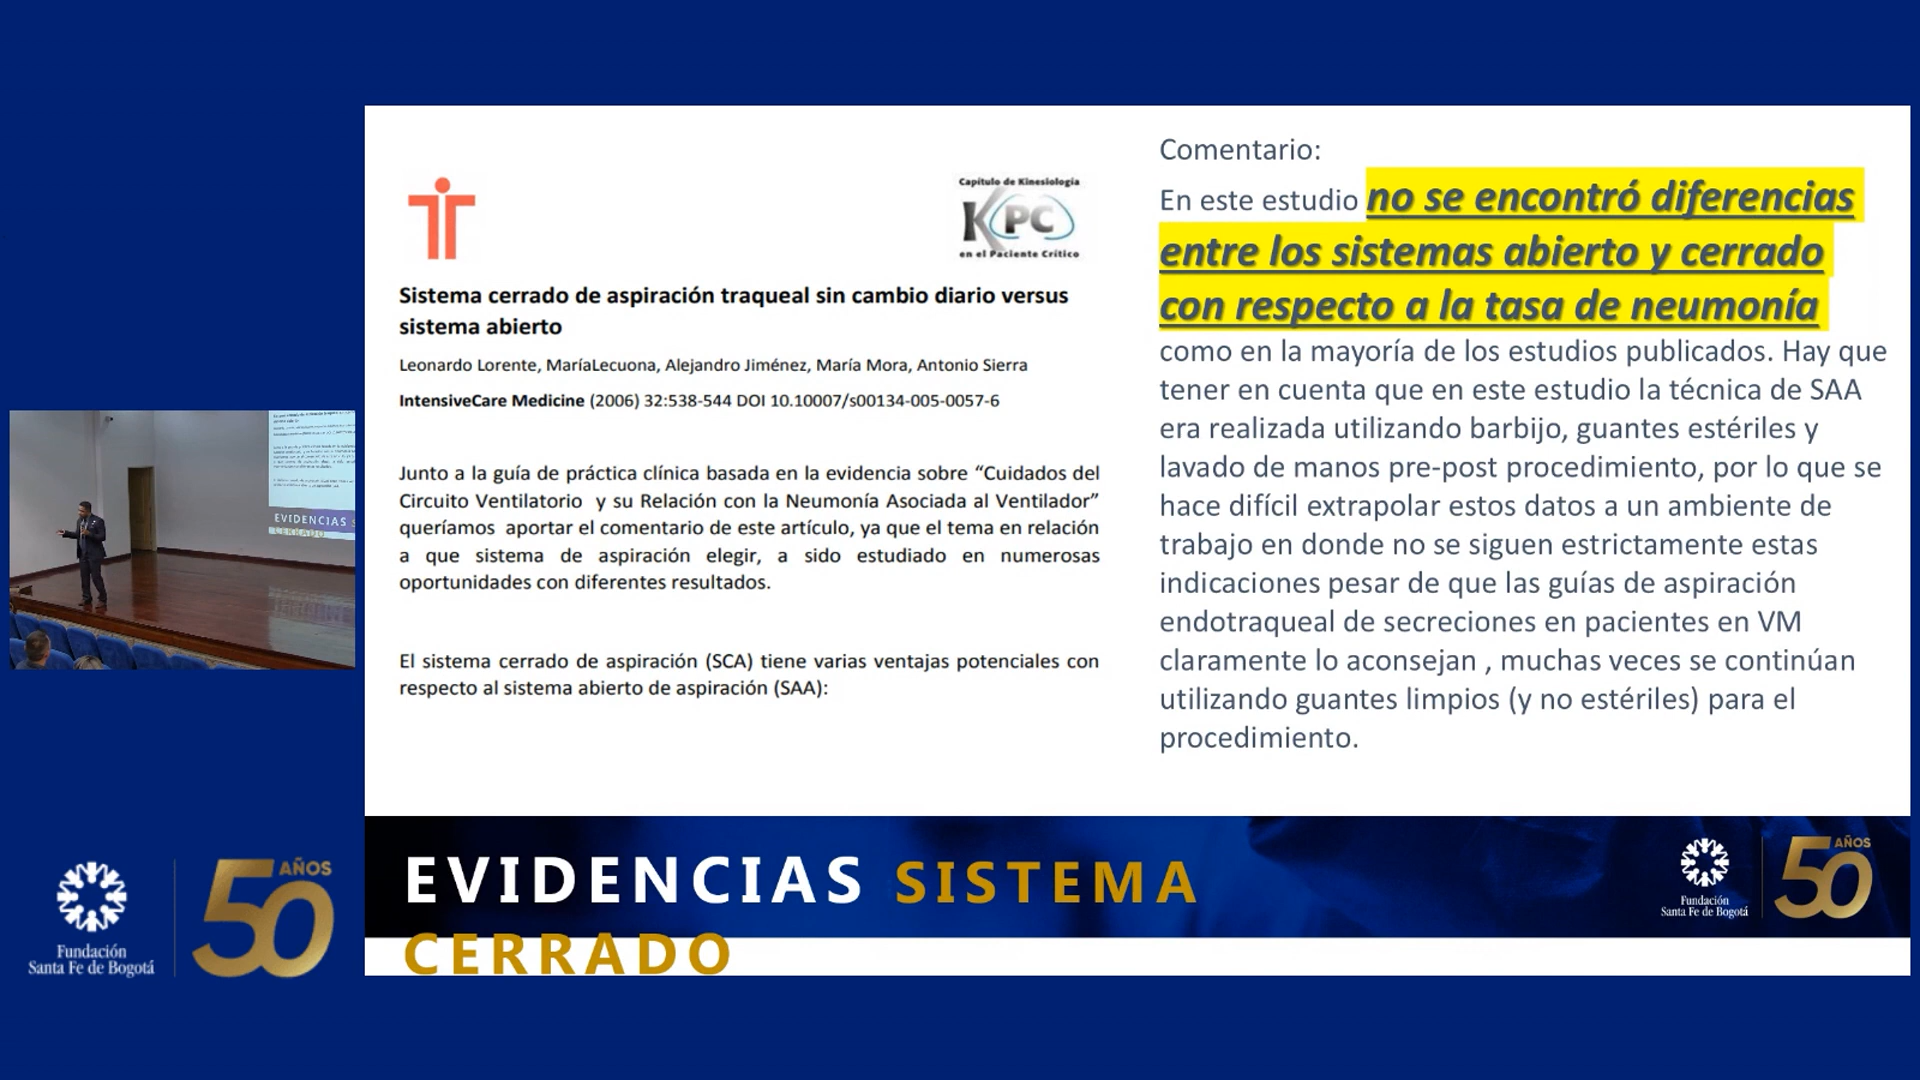 Capítulo de Kinesiología
KPC
en el Paciente Crítico
Sistema cerrado de aspiración traqueal sin cambio diario versus
sistema abierto
Leonardo Lorente, MaríaLecuona, Alejandro Jiménez, María Mora, Antonio Sierra
IntensiveCare Medicine (2006) 32:538-544 DOI 10.10007/s00134-005-0057-6
Junto a la guía de práctica clínica basada en la evidencia sobre “Cuidados del
Circuito Ventilatorio y su Relación con la Neumonía Asociada al Ventilador”
queríamos aportar el comentario de este artículo, ya que el tema en relación
a que sistema de aspiración elegir, a sido estudiado en numerosas
oportunidades con diferentes resultados.
El sistema cerrado de aspiración (SCA) tiene varias ventajas potenciales con
respecto al sistema abierto de aspiración (SAA):
Comentario:
En este estudio no se encontró diferencias
entre los sistemas abierto y cerrado
con respecto a la tasa de neumonía
como en la mayoría de los estudios publicados. Hay que
tener en cuenta que en este estudio la técnica de SAA
era realizada utilizando barbijo, guantes estériles y
lavado de manos pre-post procedimiento, por lo que se
hace difícil extrapolar estos datos a un ambiente de
trabajo en donde no se siguen estrictamente estas
indicaciones pesar de que las guías de aspiración
endotraqueal de secreciones en pacientes en VM
claramente lo aconsejan , muchas veces se continúan
utilizando guantes limpios (y no estériles) para el
procedimiento.
EVIDENCIAS SISTEMA
CERRADO
Fundación
Santa Fe de Bogotá
50 AÑOS
EVIDENCIAS
CERRADO
Fundación
Santa Fe de Bogotá
50 AÑOS